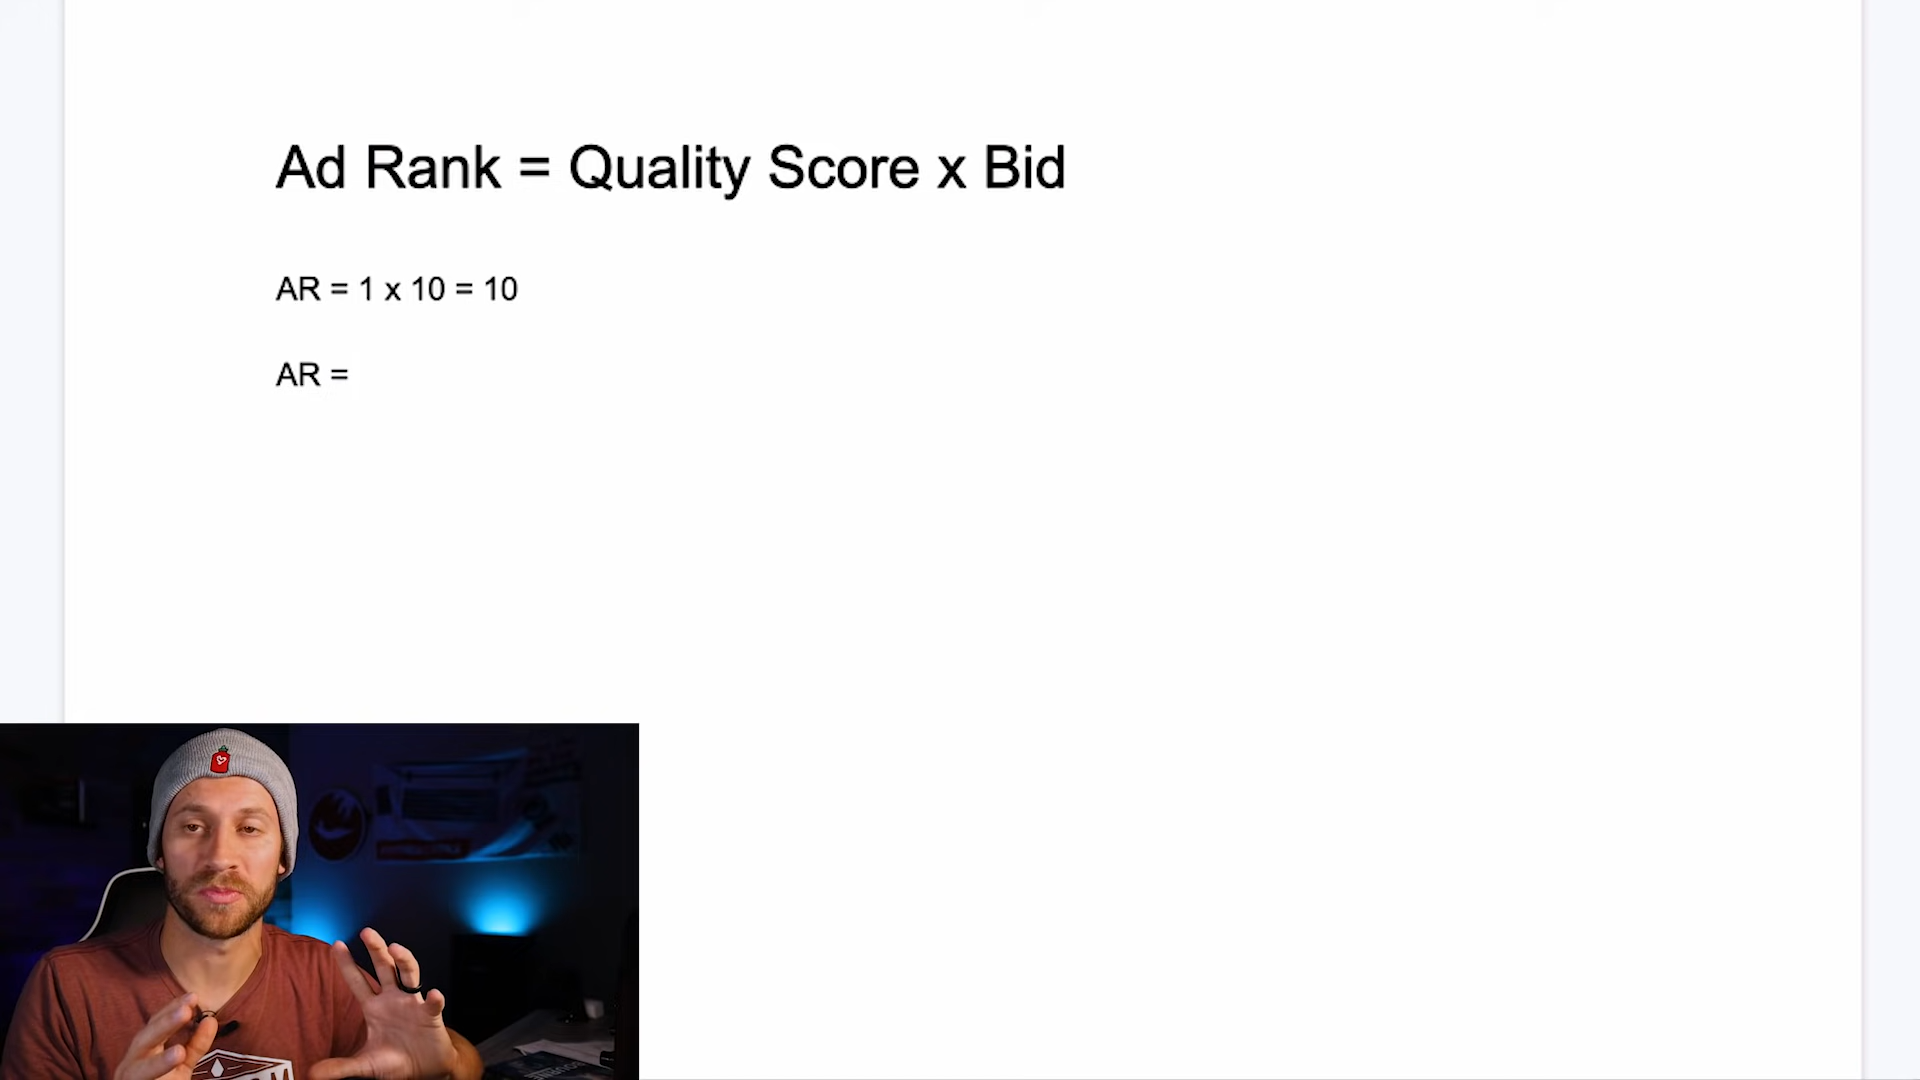 Ad Rank = Quality Score x Bid
AR = 1 x 10 = 10
AR =